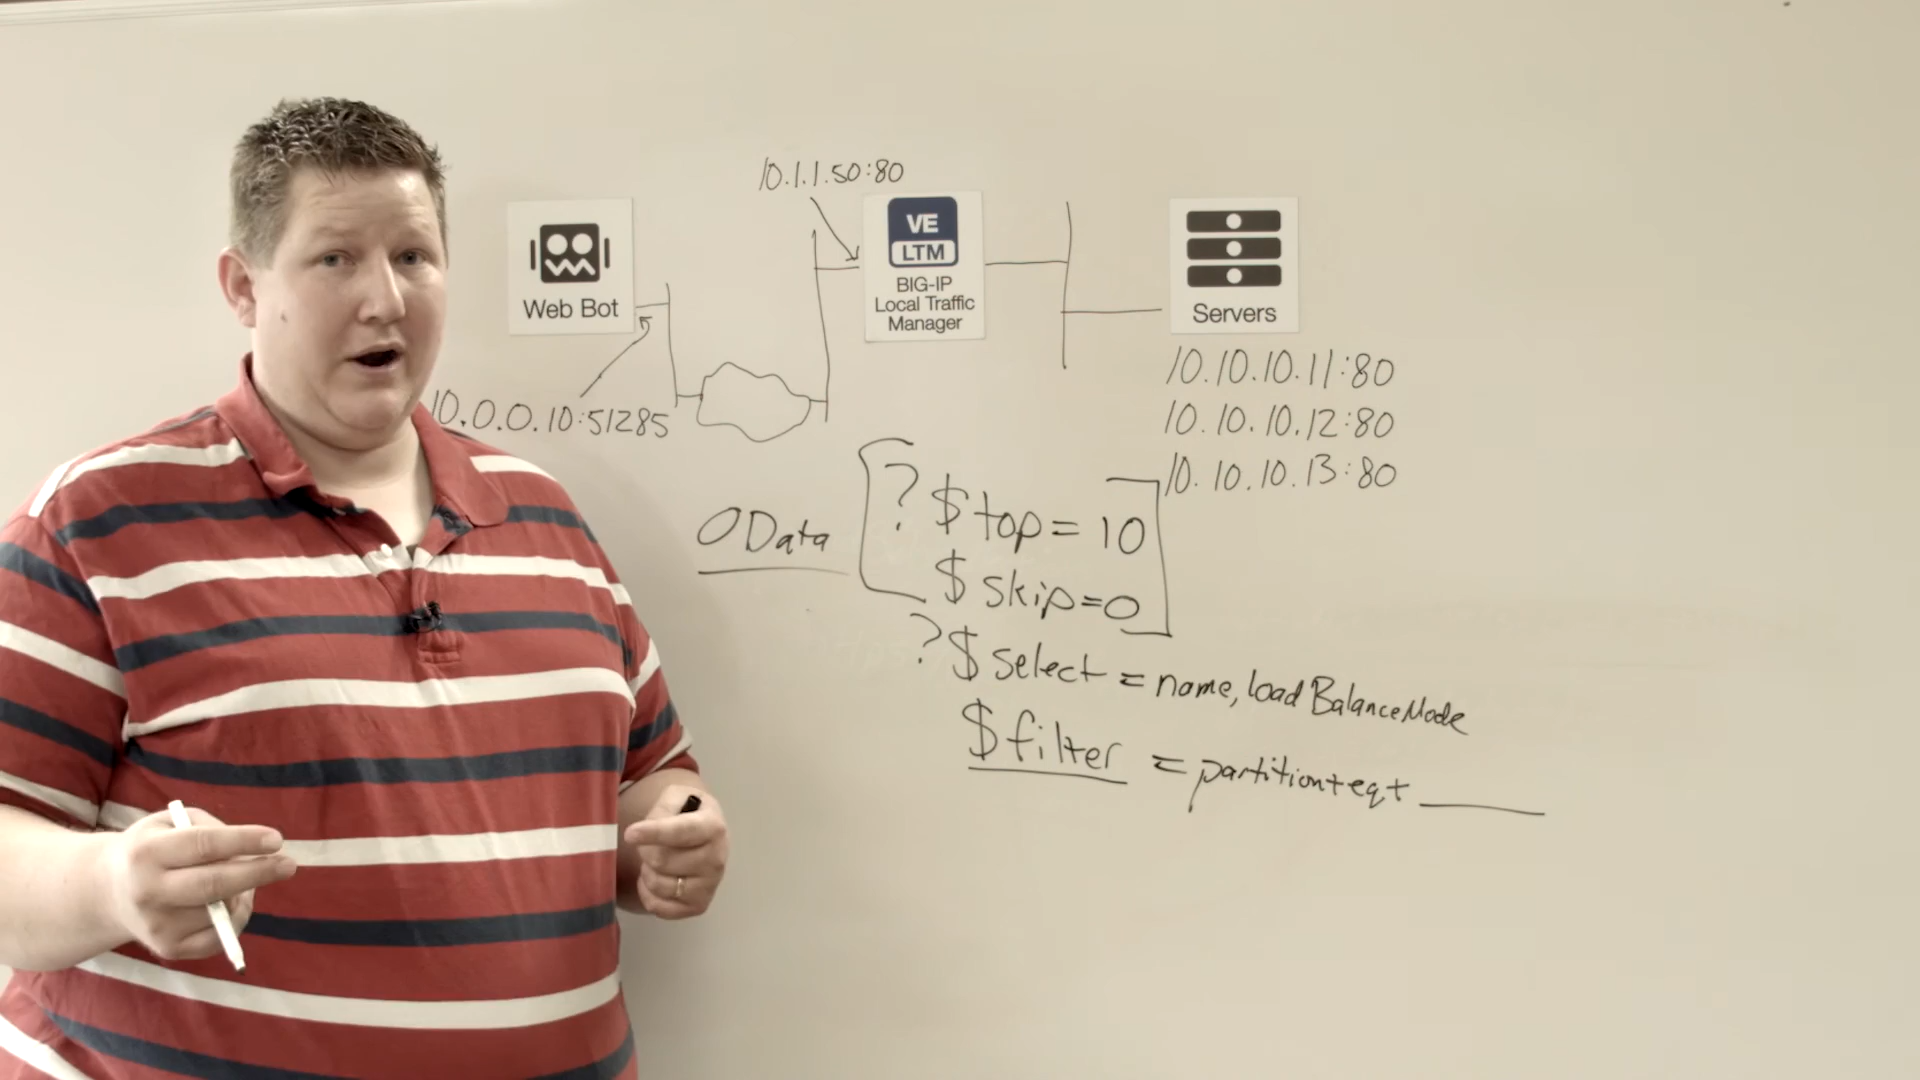 10.1.1.50:80
VE
LTM
BIG-IP
Local Traffic
Manager
Web Bot
Servers
10.0.0.10:51285
10.10.10.11:80
10.10.10.12:80
10.10.10.13:80
OData
? $top=10
$skip=0
? $select=name,loadBalanceMode
$filter =partition+eq+